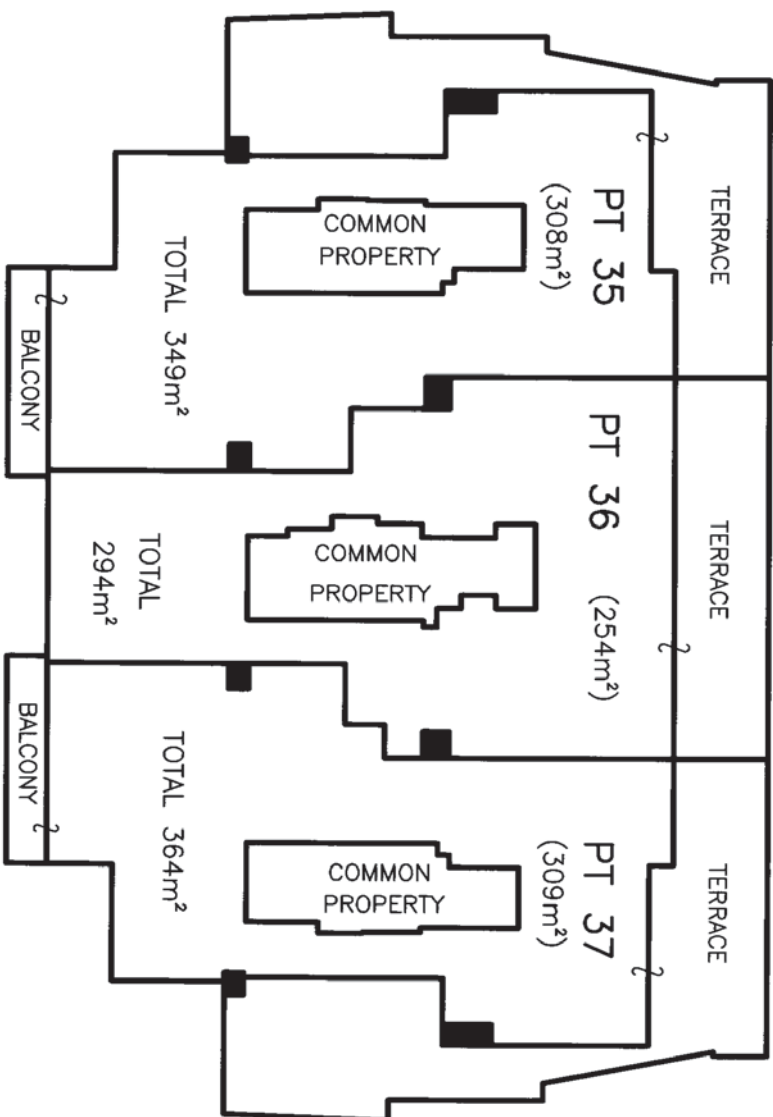 TERRACE
PT 35
(308m²)
COMMON
PROPERTY
TOTAL 349m²
BALCONY
TERRACE
PT 36 (254m²)
COMMON
PROPERTY
TOTAL
294m²
TERRACE
PT 37
(309m²)
COMMON
PROPERTY
TOTAL 364m²
BALCONY